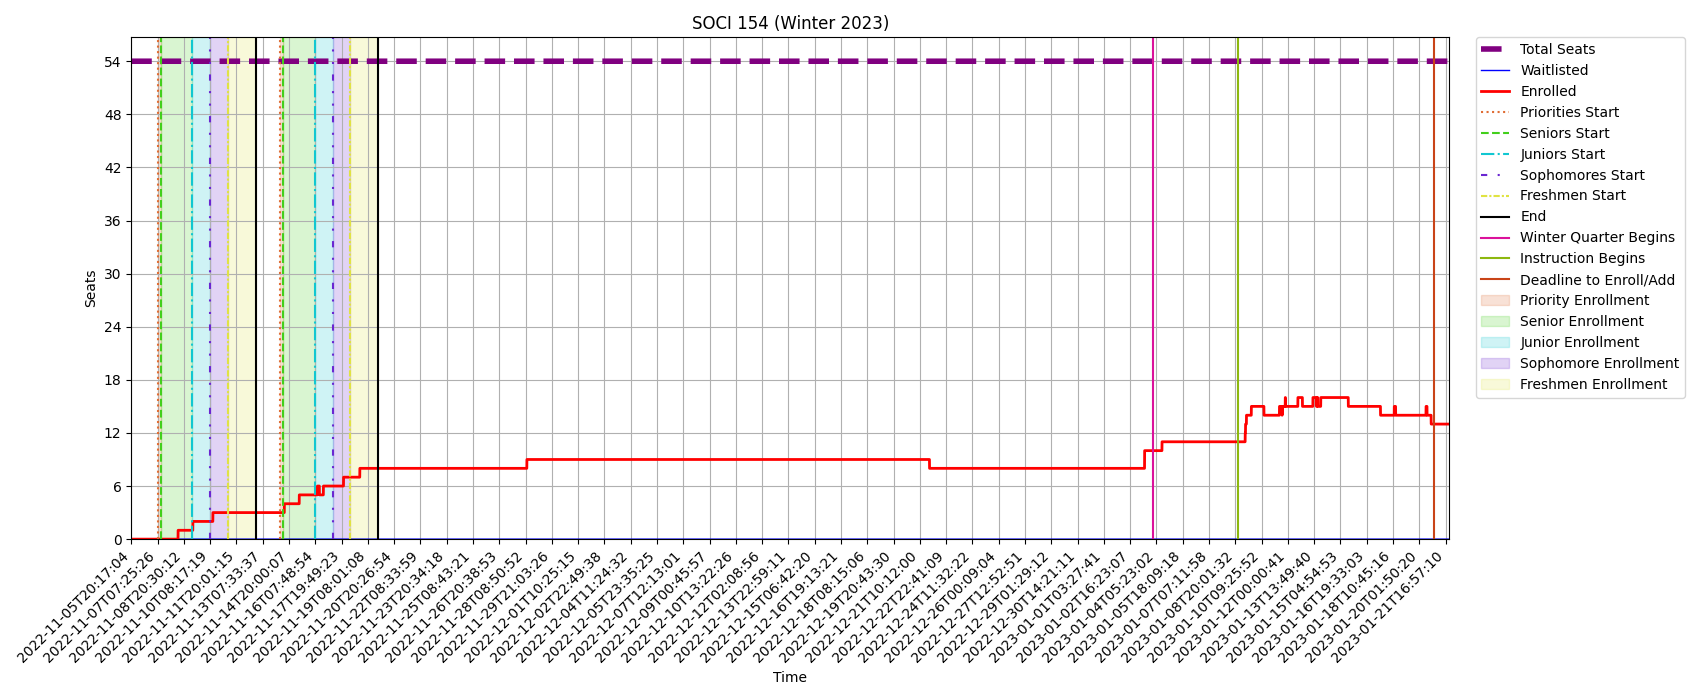 SOCI 154 (Winter 2023)
Seats
54
48
42
36
30
24
18
12
6
0
2022-11-05T20:17:04
2022-11-07T07:25:26
2022-11-08T20:30:12
2022-11-10T08:17:19
2022-11-11T20:01:15
2022-11-13T07:33:37
2022-11-14T20:00:07
2022-11-16T07:48:54
2022-11-17T19:49:23
2022-11-19T08:01:08
2022-11-20T20:26:54
2022-11-22T08:33:59
2022-11-23T20:34:18
2022-11-25T08:43:21
2022-11-26T20:38:53
2022-11-28T08:50:52
2022-11-29T21:03:26
2022-12-01T10:25:15
2022-12-02T22:49:38
2022-12-04T11:24:32
2022-12-05T23:35:25
2022-12-07T12:13:01
2022-12-09T00:45:57
2022-12-10T13:22:26
2022-12-12T02:08:56
2022-12-13T23:59:11
2022-12-15T06:42:20
2022-12-16T19:13:21
2022-12-18T08:15:06
2022-12-19T20:43:30
2022-12-21T10:12:00
2022-12-22T22:41:09
2022-12-24T11:32:22
2022-12-26T00:09:04
2022-12-27T12:52:51
2022-12-29T01:29:12
2022-12-30T14:21:11
2023-01-01T03:27:41
2023-01-02T16:23:07
2023-01-04T05:23:02
2023-01-05T18:09:18
2023-01-07T07:11:58
2023-01-08T20:01:32
2023-01-10T09:25:52
2023-01-12T00:00:41
2023-01-13T13:49:40
2023-01-15T04:54:53
2023-01-16T19:33:03
2023-01-18T10:45:16
2023-01-20T01:50:20
2023-01-21T16:57:10
Time
Total Seats
Waitlisted
Enrolled
Priorities Start
Seniors Start
Juniors Start
Sophomores Start
Freshmen Start
End
Winter Quarter Begins
Instruction Begins
Deadline to Enroll/Add
Priority Enrollment
Senior Enrollment
Junior Enrollment
Sophomore Enrollment
Freshmen Enrollment